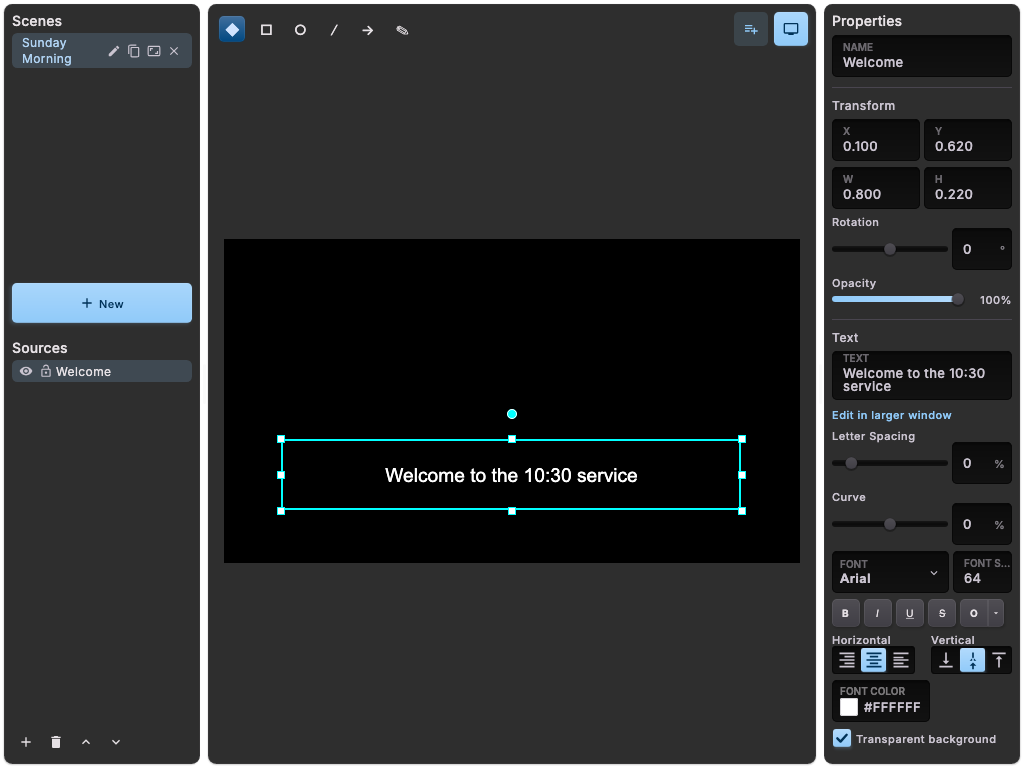 Scenes
Sunday
Morning
+ New
Sources
Welcome
Welcome to the 10:30 service
Properties
NAME
Welcome
Transform
X
0.100
Y
0.620
W
0.800
H
0.220
Rotation
0 °
Opacity
100%
Text
TEXT
Welcome to the 10:30
service
Edit in larger window
Letter Spacing
0 %
Curve
0 %
FONT
Arial
FONT S...
64
B I U S O
Horizontal
Vertical
FONT COLOR
#FFFFFF
Transparent background